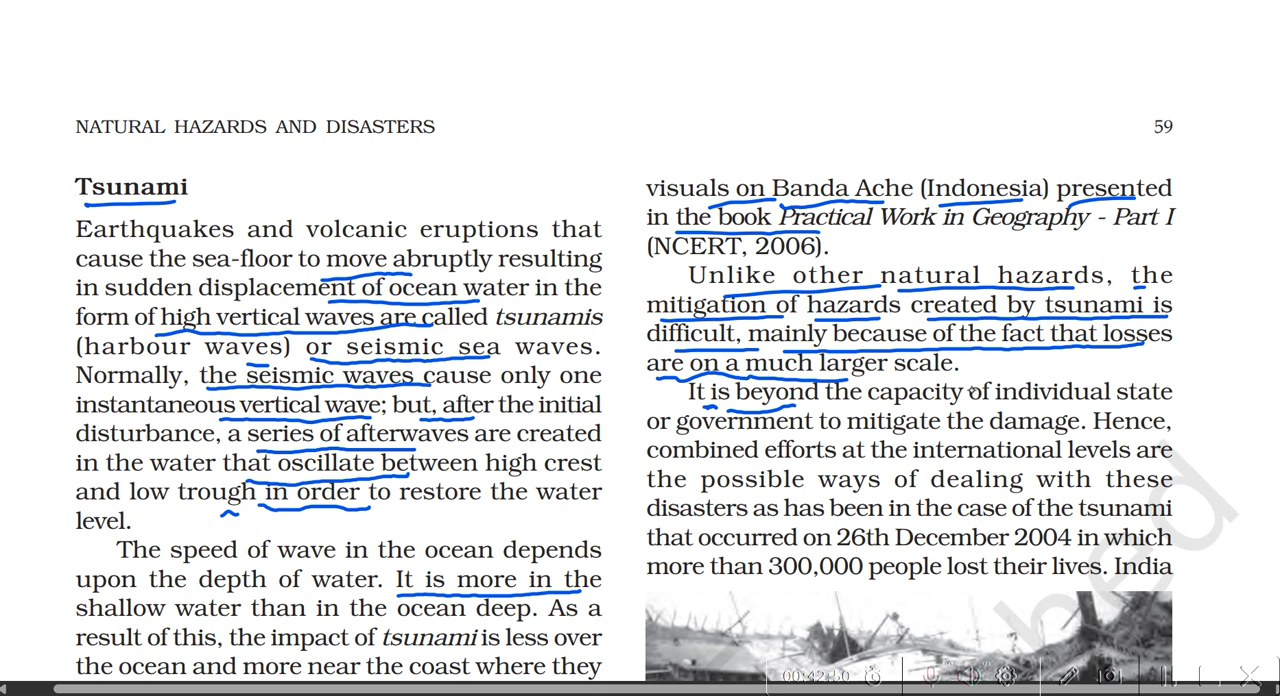 NATURAL HAZARDS AND DISASTERS
59
Tsunami
Earthquakes and volcanic eruptions that
cause the sea-floor to move abruptly resulting
in sudden displacement of ocean water in the
form of high vertical waves are called tsunamis
(harbour waves) or seismic sea waves.
Normally, the seismic waves cause only one
instantaneous vertical wave; but, after the initial
disturbance, a series of afterwaves are created
in the water that oscillate between high crest
and low trough in order to restore the water
level.
The speed of wave in the ocean depends
upon the depth of water. It is more in the
shallow water than in the ocean deep. As a
result of this, the impact of tsunami is less over
the ocean and more near the coast where they
visuals on Banda Ache (Indonesia) presented
in the book Practical Work in Geography - Part I
(NCERT, 2006).
Unlike other natural hazards, the
mitigation of hazards created by tsunami is
difficult, mainly because of the fact that losses
are on a much larger scale.
It is beyond the capacity of individual state
or government to mitigate the damage. Hence,
combined efforts at the international levels are
the possible ways of dealing with these
disasters as has been in the case of the tsunami
that occurred on 26th December 2004 in which
more than 300,000 people lost their lives. India
hed